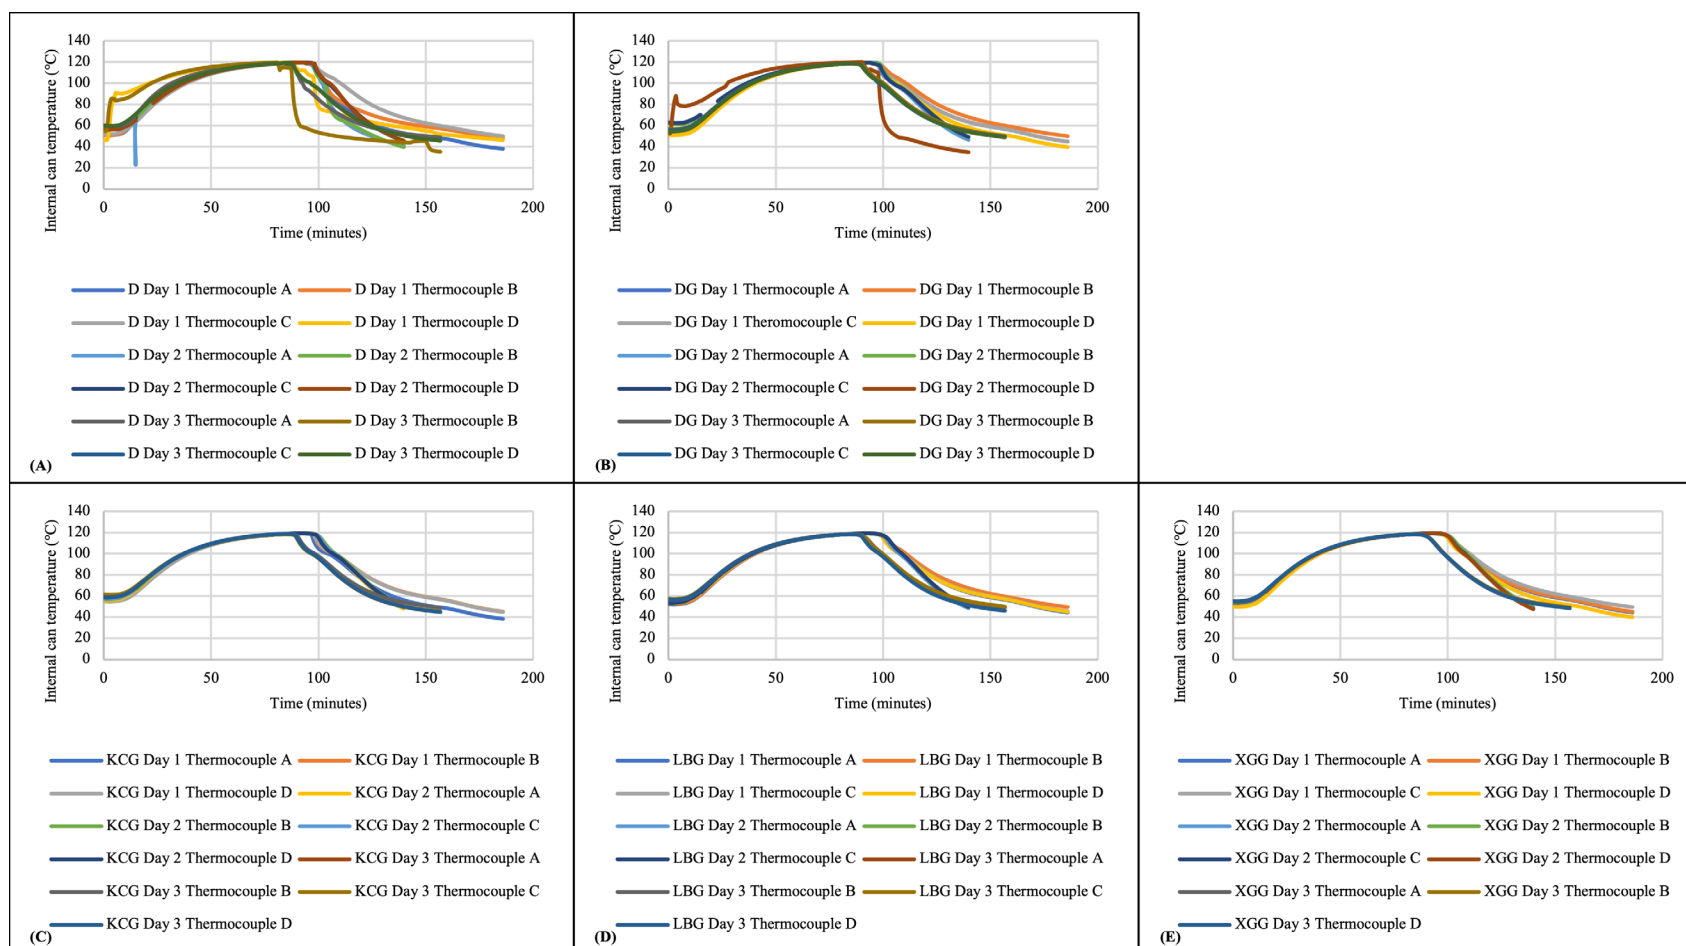 140
120
100
80
60
40
20
0
Internal can temperature (°C)
0 50 100 150 200
Time (minutes)
D Day 1 Thermocouple A D Day 1 Thermocouple B
D Day 1 Thermocouple C D Day 1 Thermocouple D
D Day 2 Thermocouple A D Day 2 Thermocouple B
D Day 2 Thermocouple C D Day 2 Thermocouple D
D Day 3 Thermocouple A D Day 3 Thermocouple B
D Day 3 Thermocouple C D Day 3 Thermocouple D
(A)
140
120
100
80
60
40
20
0
Internal can temperature (°C)
0 50 100 150 200
Time (minutes)
DG Day 1 Thermocouple A DG Day 1 Thermocouple B
DG Day 1 Theromocouple C DG Day 1 Thermocouple D
DG Day 2 Thermocouple A DG Day 2 Thermocouple B
DG Day 2 Thermocouple C DG Day 2 Thermocouple D
DG Day 3 Thermocouple A DG Day 3 Thermocouple B
DG Day 3 Thermocouple C DG Day 3 Thermocouple D
(B)
140
120
100
80
60
40
20
0
Internal can temperature (°C)
0 50 100 150 200
Time (minutes)
KCG Day 1 Thermocouple A KCG Day 1 Thermocouple B
KCG Day 1 Thermocouple D KCG Day 2 Thermocouple A
KCG Day 2 Thermocouple B KCG Day 2 Thermocouple C
KCG Day 2 Thermocouple D KCG Day 3 Thermocouple A
KCG Day 3 Thermocouple B KCG Day 3 Thermocouple C
KCG Day 3 Thermocouple D
(C)
140
120
100
80
60
40
20
0
Internal can temperature (°C)
0 50 100 150 200
Time (minutes)
LBG Day 1 Thermocouple A LBG Day 1 Thermocouple B
LBG Day 1 Thermocouple C LBG Day 1 Thermocouple D
LBG Day 2 Thermocouple A LBG Day 2 Thermocouple B
LBG Day 2 Thermocouple C LBG Day 3 Thermocouple A
LBG Day 3 Thermocouple B LBG Day 3 Thermocouple C
LBG Day 3 Thermocouple D
(D)
140
120
100
80
60
40
20
0
Internal can temperature (°C)
0 50 100 150 200
Time (minutes)
XGG Day 1 Thermocouple A XGG Day 1 Thermocouple B
XGG Day 1 Thermocouple C XGG Day 1 Thermocouple D
XGG Day 2 Thermocouple A XGG Day 2 Thermocouple B
XGG Day 2 Thermocouple C XGG Day 2 Thermocouple D
XGG Day 3 Thermocouple A XGG Day 3 Thermocouple B
XGG Day 3 Thermocouple D
(E)